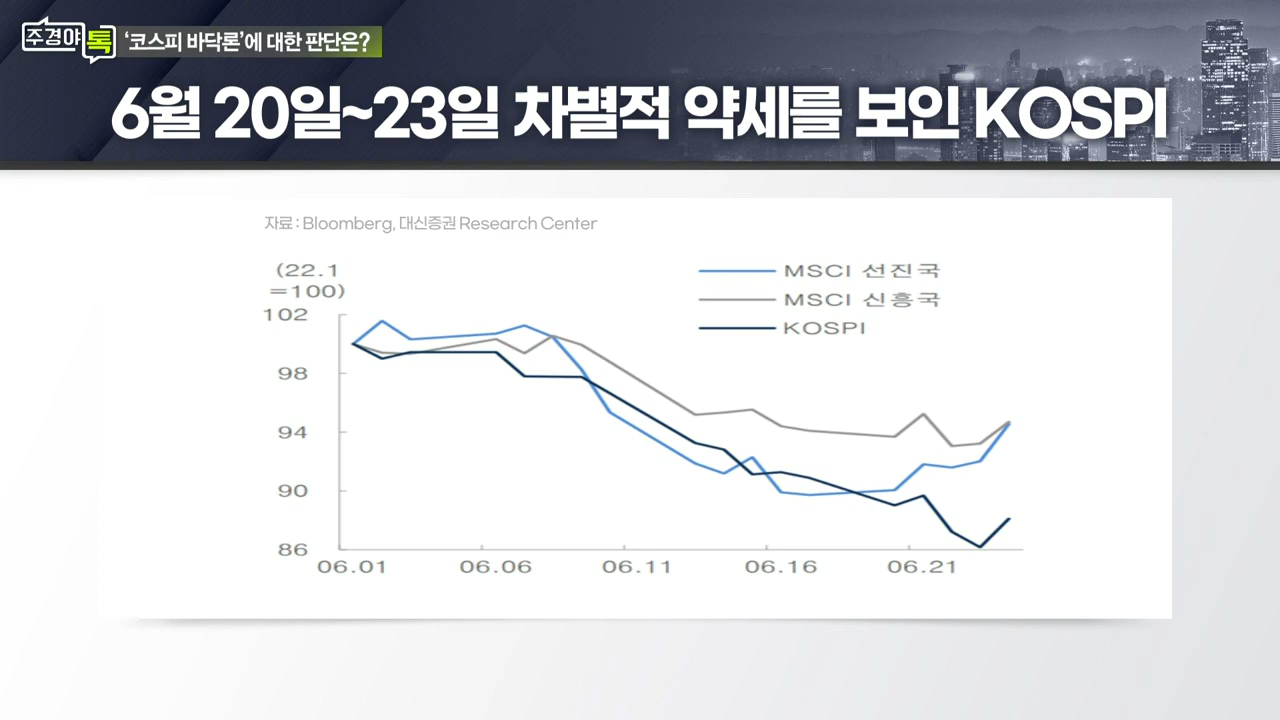 주경야톡 '코스피 바닥론'에 대한 판단은?
6월 20일~23일 차별적 약세를 보인 KOSPI
자료 : Bloomberg, 대신증권 Research Center
(22.1
=100)
MSCI 선진국
MSCI 신흥국
KOSPI
102
98
94
90
86
06.01 06.06 06.11 06.16 06.21